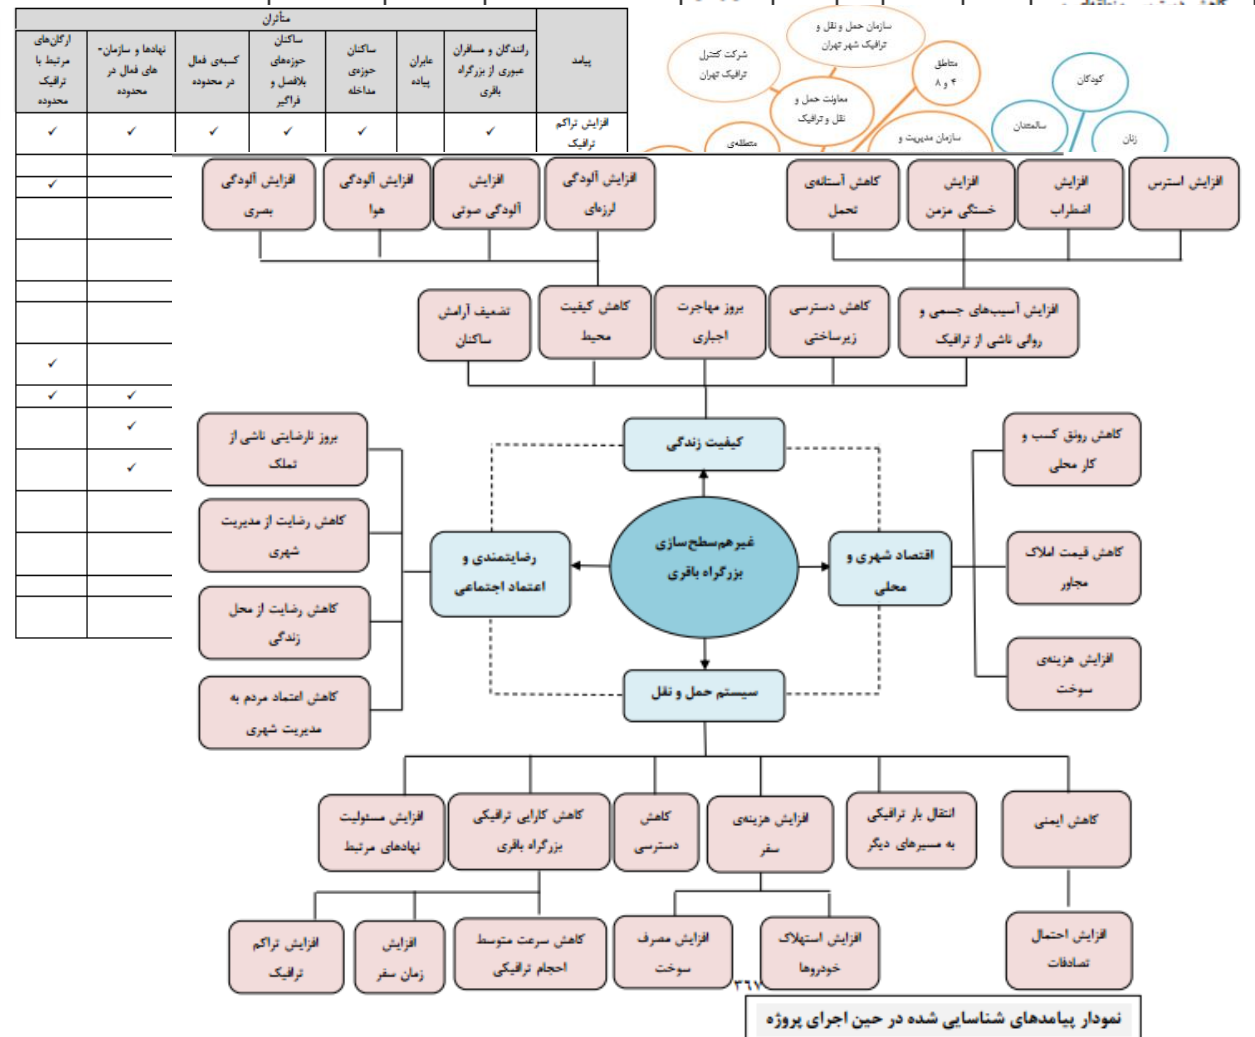 متأثران
پیامد
رانندگان و مسافران
عبوری از بزرگراه
باقری
عابران
پیاده
ساکنان
حوزه‌ی
مداخله
ساکنان
حوزه‌های
بلافصل و
فراگیر
کسبه‌ی فعال
در محدوده
نهادها و سازمان-
های فعال در
محدوده
ارگان‌های
مرتبط با
ترافیک
محدوده
افزایش تراکم
ترافیک
✓ ✓ ✓ ✓ ✓ ✓
✓
✓
✓ ✓
✓
✓
سازمان حمل و نقل و
ترافیک شهر تهران
شرکت کنترل
ترافیک تهران
معاونت حمل و
نقل و ترافیک
مناطق
۴ و ۸
سازمان مدیریت و
کودکان
سالمندان
زنان
افزایش استرس
افزایش
اضطراب
افزایش
خستگی مزمن
کاهش آستانه‌ی
تحمل
افزایش آلودگی
لرزه‌ای
افزایش
آلودگی صوتی
افزایش آلودگی
هوا
افزایش آلودگی
بصری
افزایش آسیب‌های جسمی و
روانی ناشی از ترافیک
کاهش دسترسی
زیرساختی
بروز مهاجرت
اجباری
کاهش کیفیت
محیط
تضعیف آرامش
ساکنان
کیفیت زندگی
کاهش رونق کسب و
کار محلی
کاهش قیمت املاک
مجاور
افزایش هزینه‌ی
سوخت
اقتصاد شهری و
محلی
غیرهم‌سطح‌سازی
بزرگراه باقری
رضایتمندی و
اعتماد اجتماعی
بروز نارضایتی ناشی از
تملک
کاهش رضایت از مدیریت
شهری
کاهش رضایت از محل
زندگی
کاهش اعتماد مردم به
مدیریت شهری
سیستم حمل و نقل
کاهش ایمنی
انتقال بار ترافیکی
به مسیرهای دیگر
افزایش هزینه‌ی
سفر
کاهش
دسترسی
کاهش کارایی ترافیکی
بزرگراه باقری
افزایش مسئولیت
نهادهای مرتبط
افزایش احتمال
تصادفات
افزایش استهلاک
خودروها
افزایش مصرف
سوخت
کاهش سرعت متوسط
احجام ترافیکی
افزایش
زمان سفر
افزایش تراکم
ترافیک
۳۶۷
نمودار پیامدهای شناسایی شده در حین اجرای پروژه